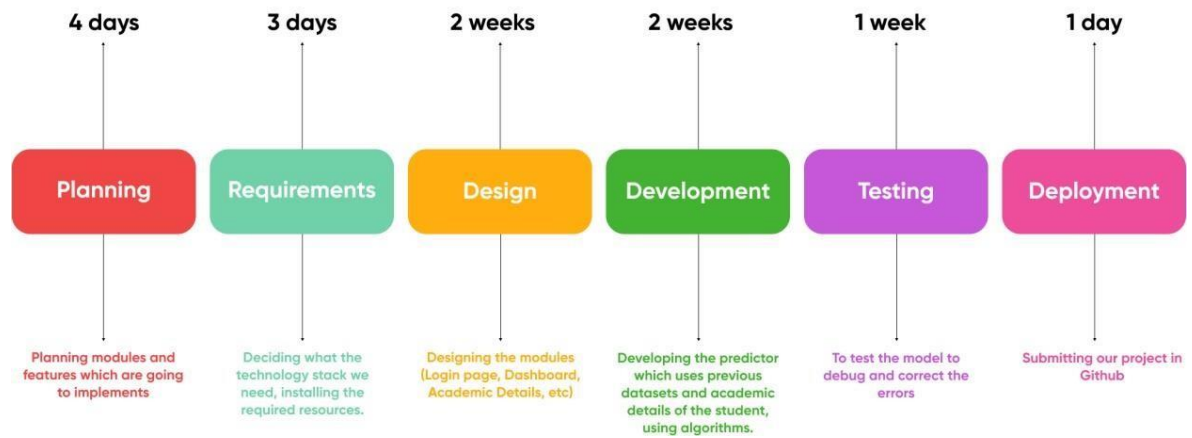 4 days
3 days
2 weeks
2 weeks
1 week
1 day
Planning
Requirements
Design
Development
Testing
Deployment
Planning modules and
features which are going
to implements
Deciding what the
technology stack we
need, installing the
required resources.
Designing the modules
(Login page, Dashboard,
Academic Details, etc)
Developing the predictor
which uses previous
datasets and academic
details of the student,
using algorithms.
To test the model to
debug and correct the
errors
Submitting our project in
Github